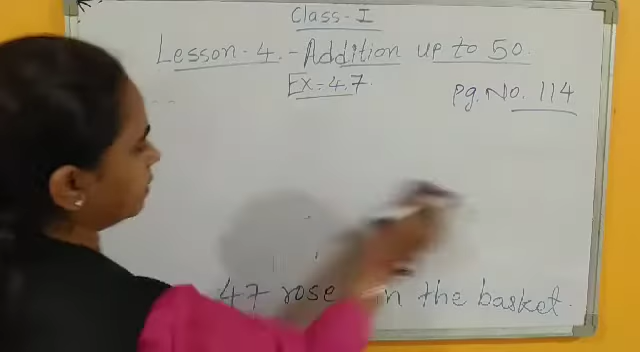 Class-I
Lesson-4.-Addition up to 50.
Ex=4.7.
Pg.No. 114
47 rose in the basket.